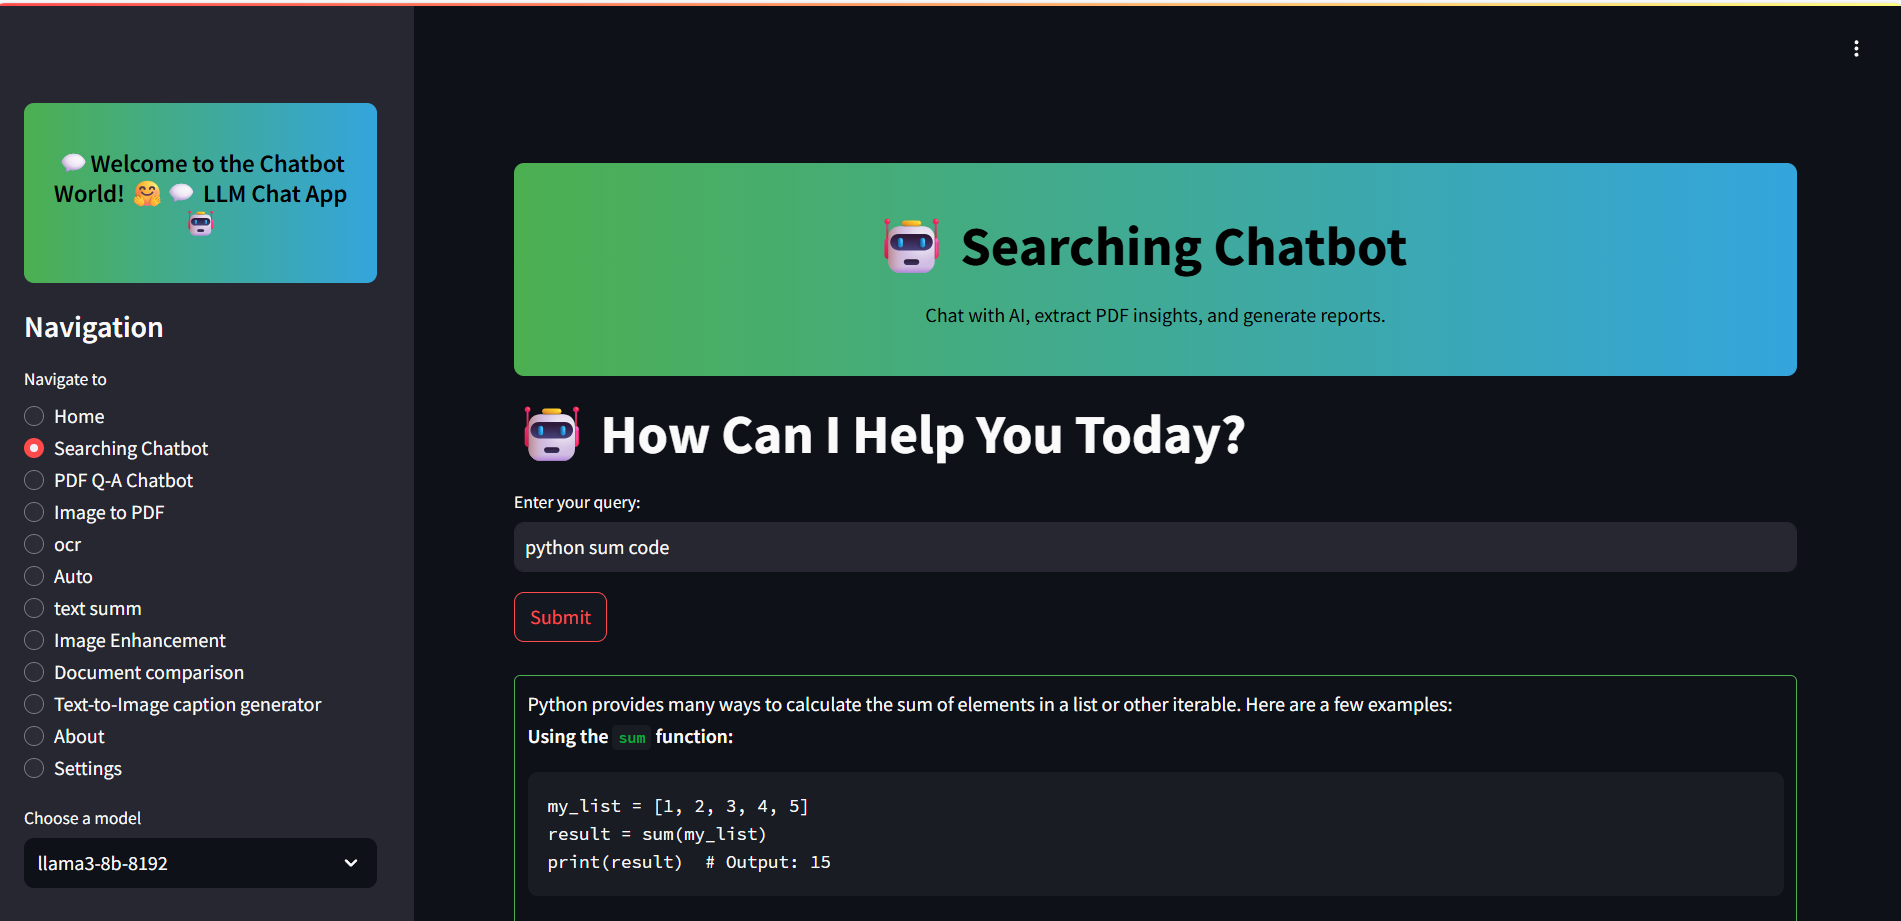 💬 Welcome to the Chatbot
World! 🤗 💬 LLM Chat App
🤖
Navigation
Navigate to
Home
Searching Chatbot
PDF Q-A Chatbot
Image to PDF
ocr
Auto
text summ
Image Enhancement
Document comparison
Text-to-Image caption generator
About
Settings
Choose a model
llama3-8b-8192
🤖 Searching Chatbot
Chat with AI, extract PDF insights, and generate reports.
🤖 How Can I Help You Today?
Enter your query:
python sum code
Submit
Python provides many ways to calculate the sum of elements in a list or other iterable. Here are a few examples:
Using the sum function:
my_list = [1, 2, 3, 4, 5]
result = sum(my_list)
print(result)  # Output: 15